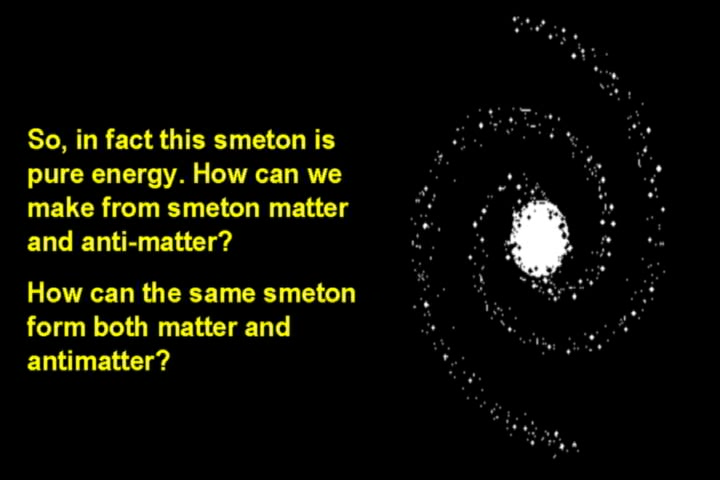 So, in fact this smeton is
pure energy. How can we
make from smeton matter
and anti-matter?
How can the same smeton
form both matter and
antimatter?